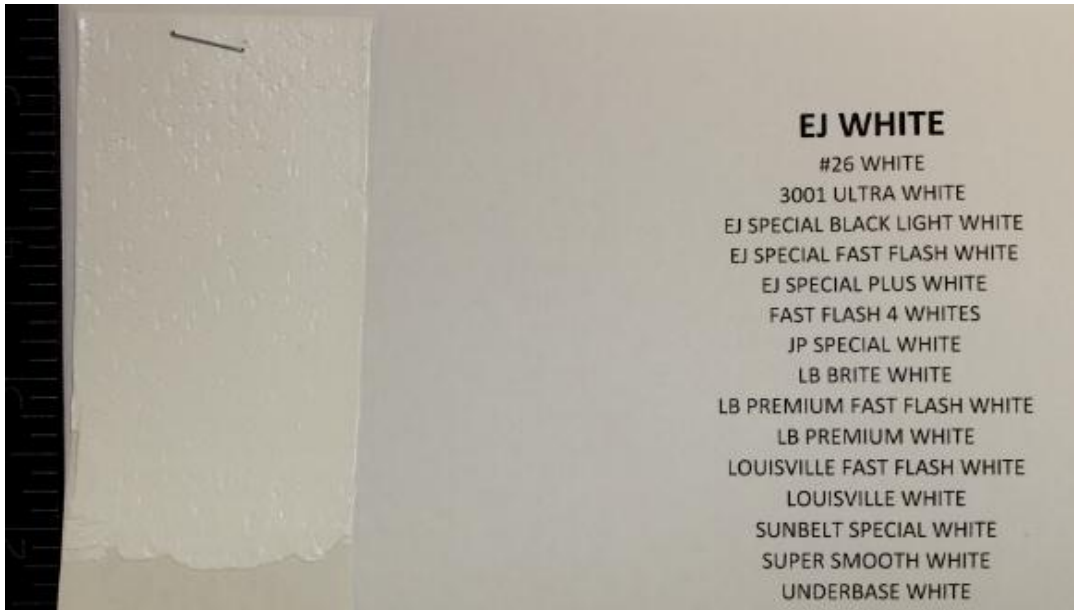 EJ WHITE
#26 WHITE
3001 ULTRA WHITE
EJ SPECIAL BLACK LIGHT WHITE
EJ SPECIAL FAST FLASH WHITE
EJ SPECIAL PLUS WHITE
FAST FLASH 4 WHITES
JP SPECIAL WHITE
LB BRITE WHITE
LB PREMIUM FAST FLASH WHITE
LB PREMIUM WHITE
LOUISVILLE FAST FLASH WHITE
LOUISVILLE WHITE
SUNBELT SPECIAL WHITE
SUPER SMOOTH WHITE
UNDERBASE WHITE